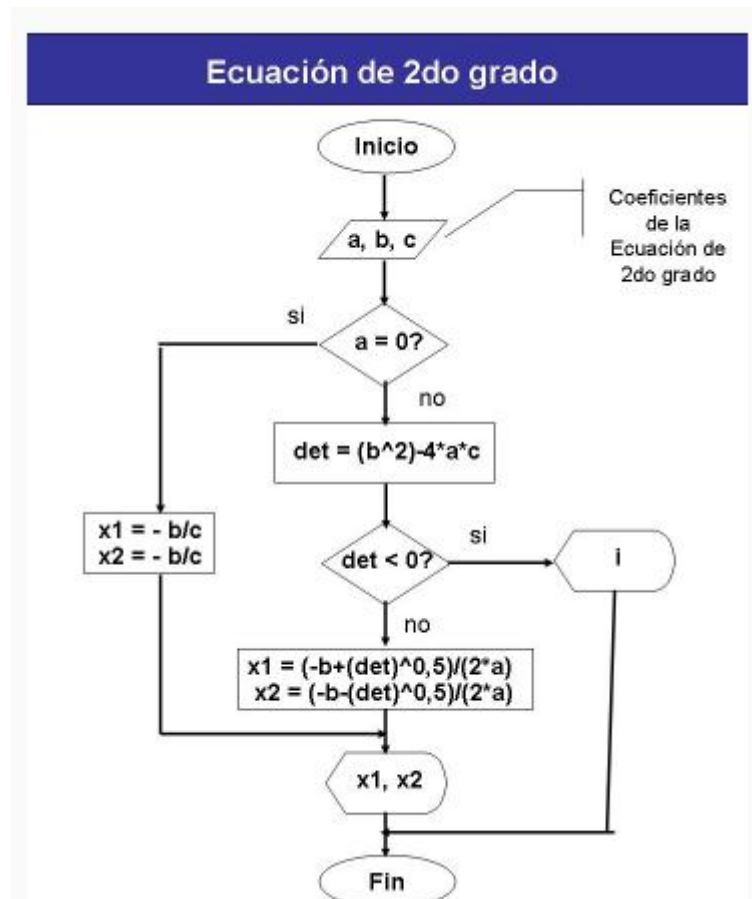 Ecuación de 2do grado
Inicio
a, b, c
Coeficientes
de la
Ecuación de
2do grado
si
a = 0?
no
det = (b^2)-4*a*c
x1 = - b/c
x2 = - b/c
det < 0?
si
i
no
x1 = (-b+(det)^0,5)/(2*a)
x2 = (-b-(det)^0,5)/(2*a)
x1, x2
Fin